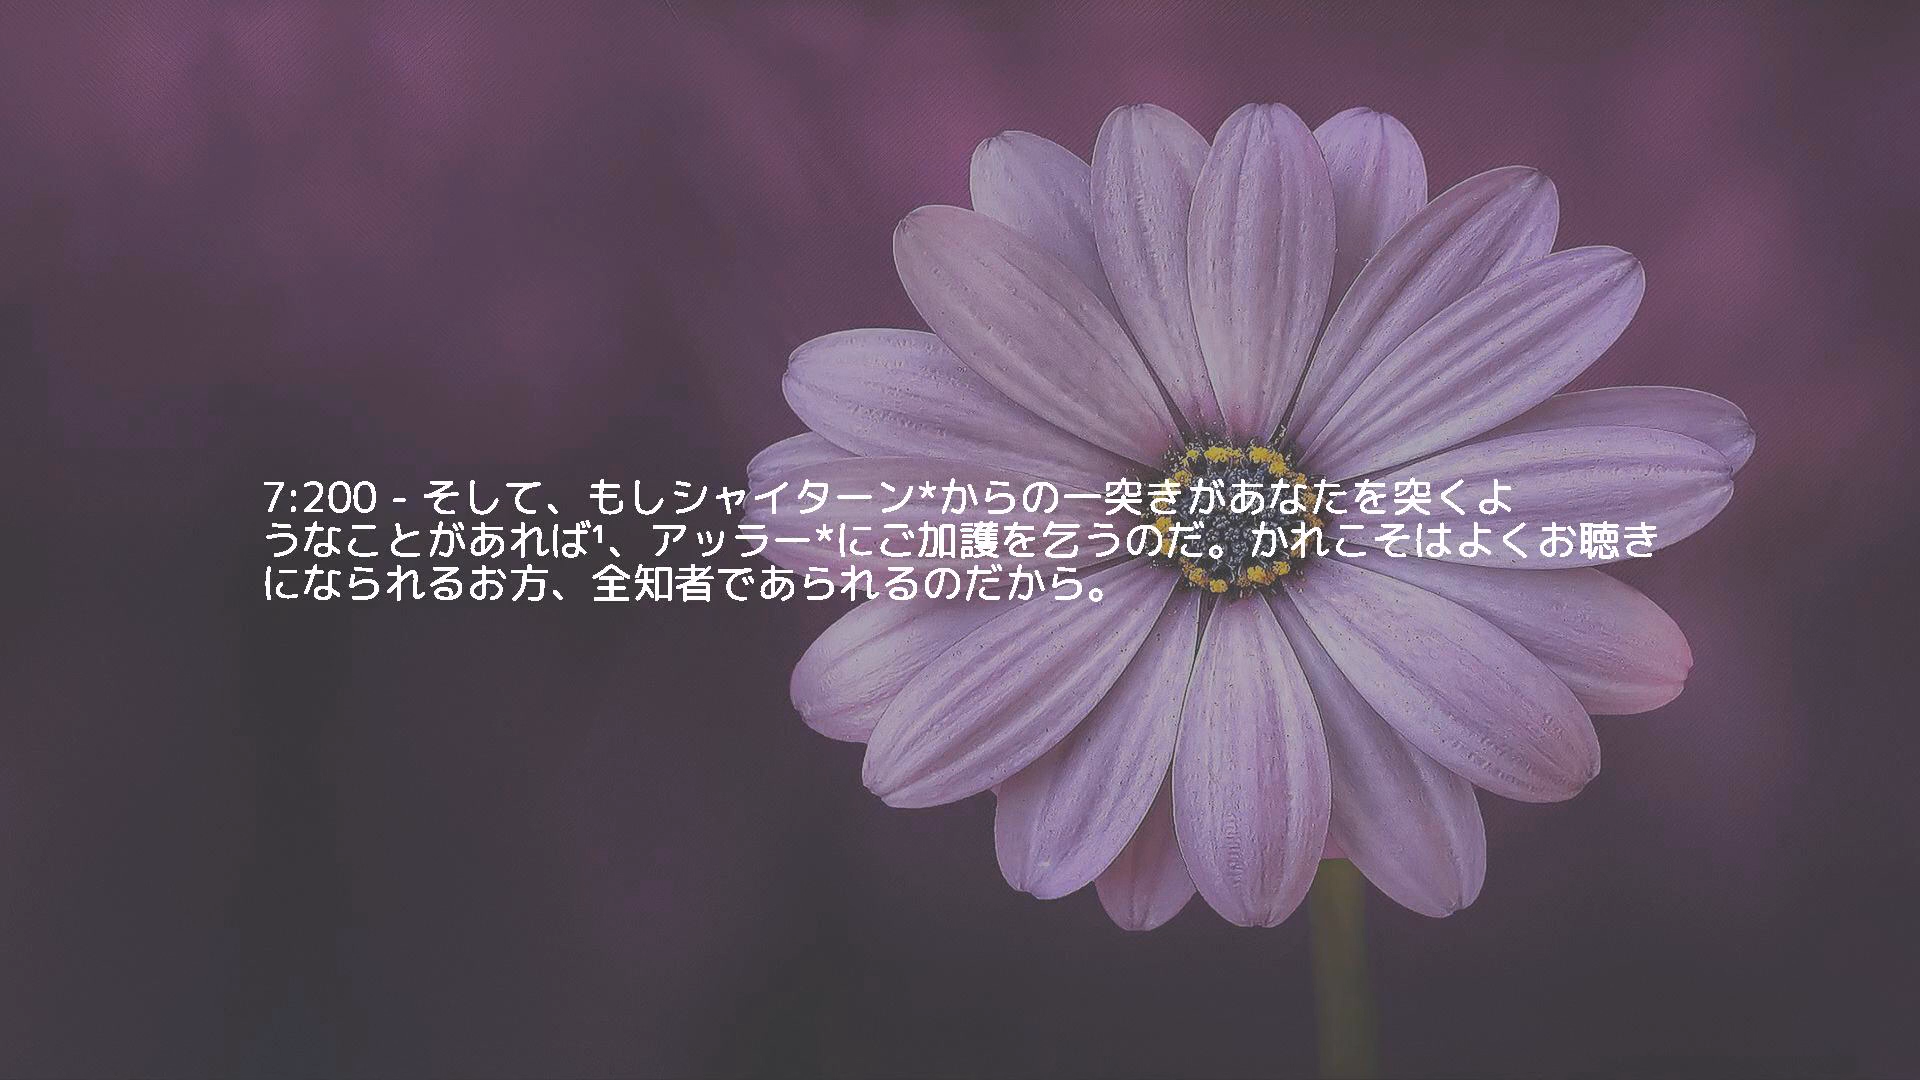 7:200 - そして、もしシャイターン*からの一突きがあなたを突くよ
うなことがあれば¹、アッラー*にご加護を乞うのだ。かれこそはよくお聴き
になられるお方、全知者であられるのだから。